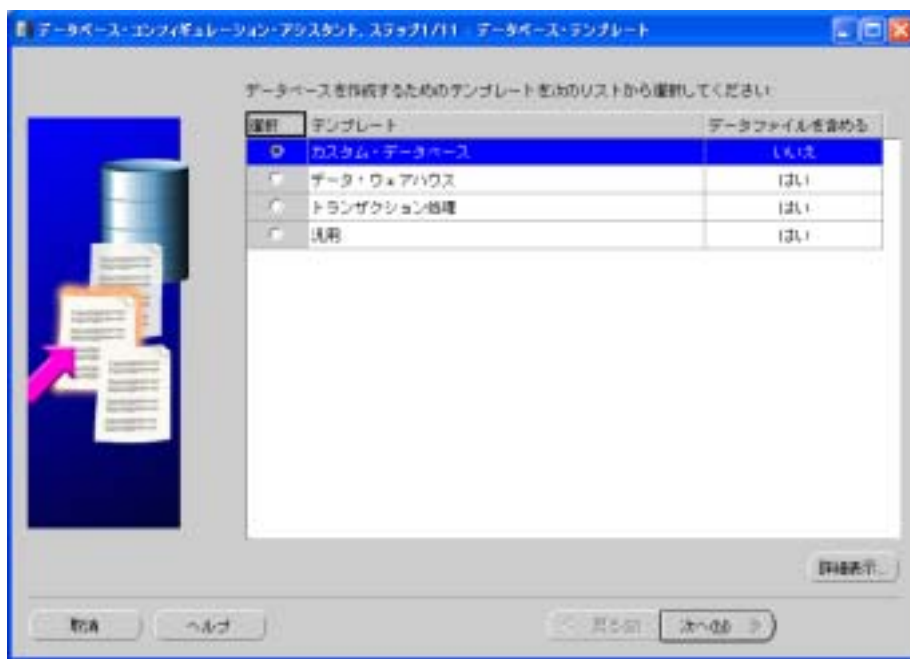 データベース・コンフィギュレーション・アシスタント, ステップ1/11 : データベース・テンプレート
データベースを作成するためのテンプレートを次のリストから選択してください:
選択 テンプレート データファイルを含める
カスタム・データベース いいえ
データ・ウェアハウス はい
トランザクション処理 はい
汎用 はい
詳細表示...
取消 ヘルプ 戻る(B) 次へ(N)